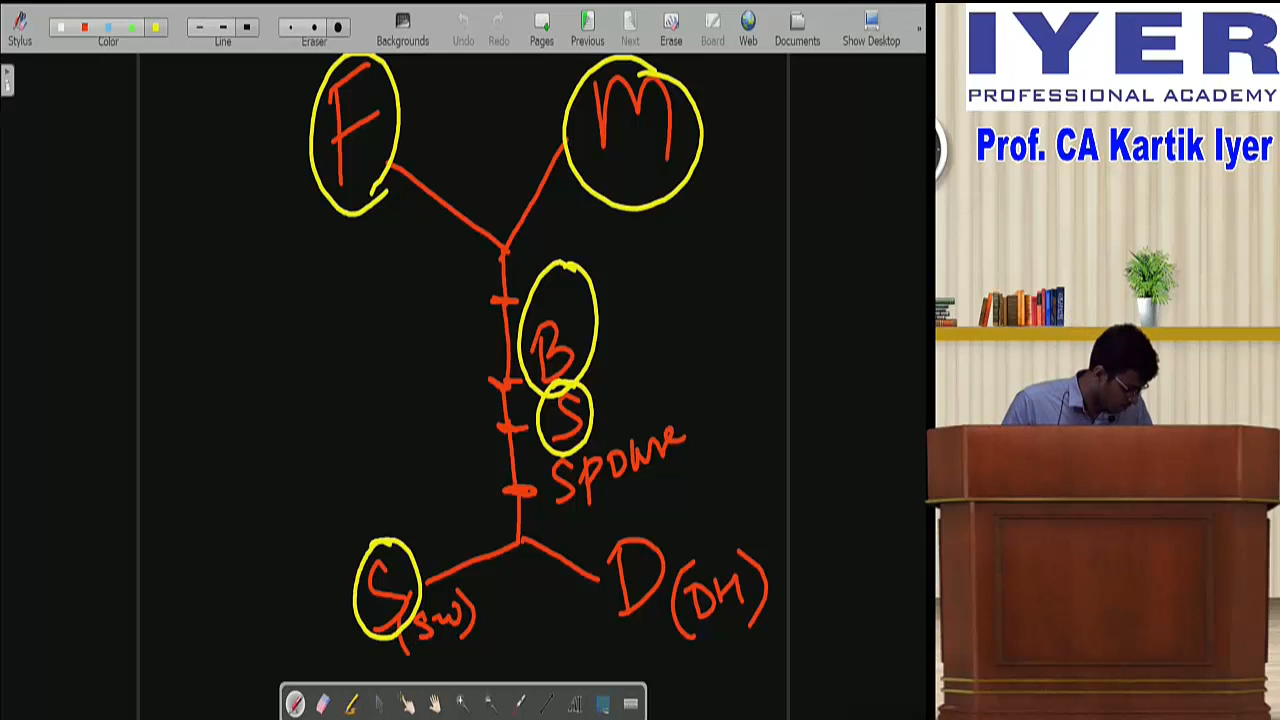 Stylus
Color
Line
Eraser
Backgrounds
Undo
Redo
Pages
Previous
Next
Erase
Board
Web
Documents
Show Desktop
»
IYER
PROFESSIONAL ACADEMY
Prof. CA Kartik Iyer
F
M
B
S
Spouse
S (SW)
D (DH)
AI